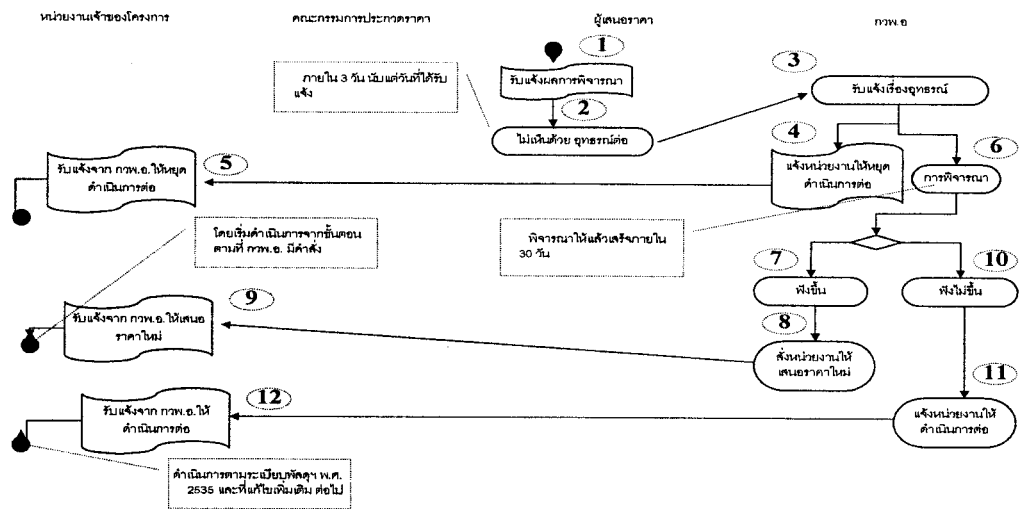 หน่วยงานเจ้าของโครงการ
คณะกรรมการประกวดราคา
ผู้เสนอราคา
กวพ.อ
1
รับแจ้งผลการพิจารณา
ภายใน 3 วัน นับแต่วันที่ได้รับ
แจ้ง
2
ไม่เห็นด้วย อุทธรณ์ต่อ
3
รับแจ้งเรื่องอุทธรณ์
4
แจ้งหน่วยงานให้หยุด
ดำเนินการต่อ
5
รับแจ้งจาก กวพ.อ.ให้หยุด
ดำเนินการต่อ
6
การพิจารณา
โดยเริ่มดำเนินการจากขั้นตอน
ตามที่ กวพ.อ. มีคำสั่ง
พิจารณาให้แล้วเสร็จภายใน
30 วัน
7
ฟังขึ้น
10
ฟังไม่ขึ้น
8
สั่งหน่วยงานให้
เสนอราคาใหม่
9
รับแจ้งจาก กวพ.อ.ให้เสนอ
ราคาใหม่
11
แจ้งหน่วยงานให้
ดำเนินการต่อ
12
รับแจ้งจาก กวพ.อ.ให้
ดำเนินการต่อ
ดำเนินการตามระเบียบพัสดุฯ พ.ศ.
2535 และที่แก้ไขเพิ่มเติม ต่อไป